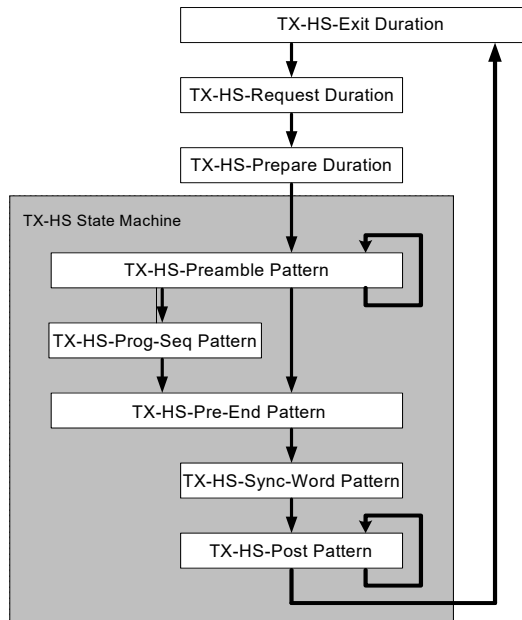 TX-HS-Exit Duration
TX-HS-Request Duration
TX-HS-Prepare Duration
TX-HS State Machine
TX-HS-Preamble Pattern
TX-HS-Prog-Seq Pattern
TX-HS-Pre-End Pattern
TX-HS-Sync-Word Pattern
TX-HS-Post Pattern